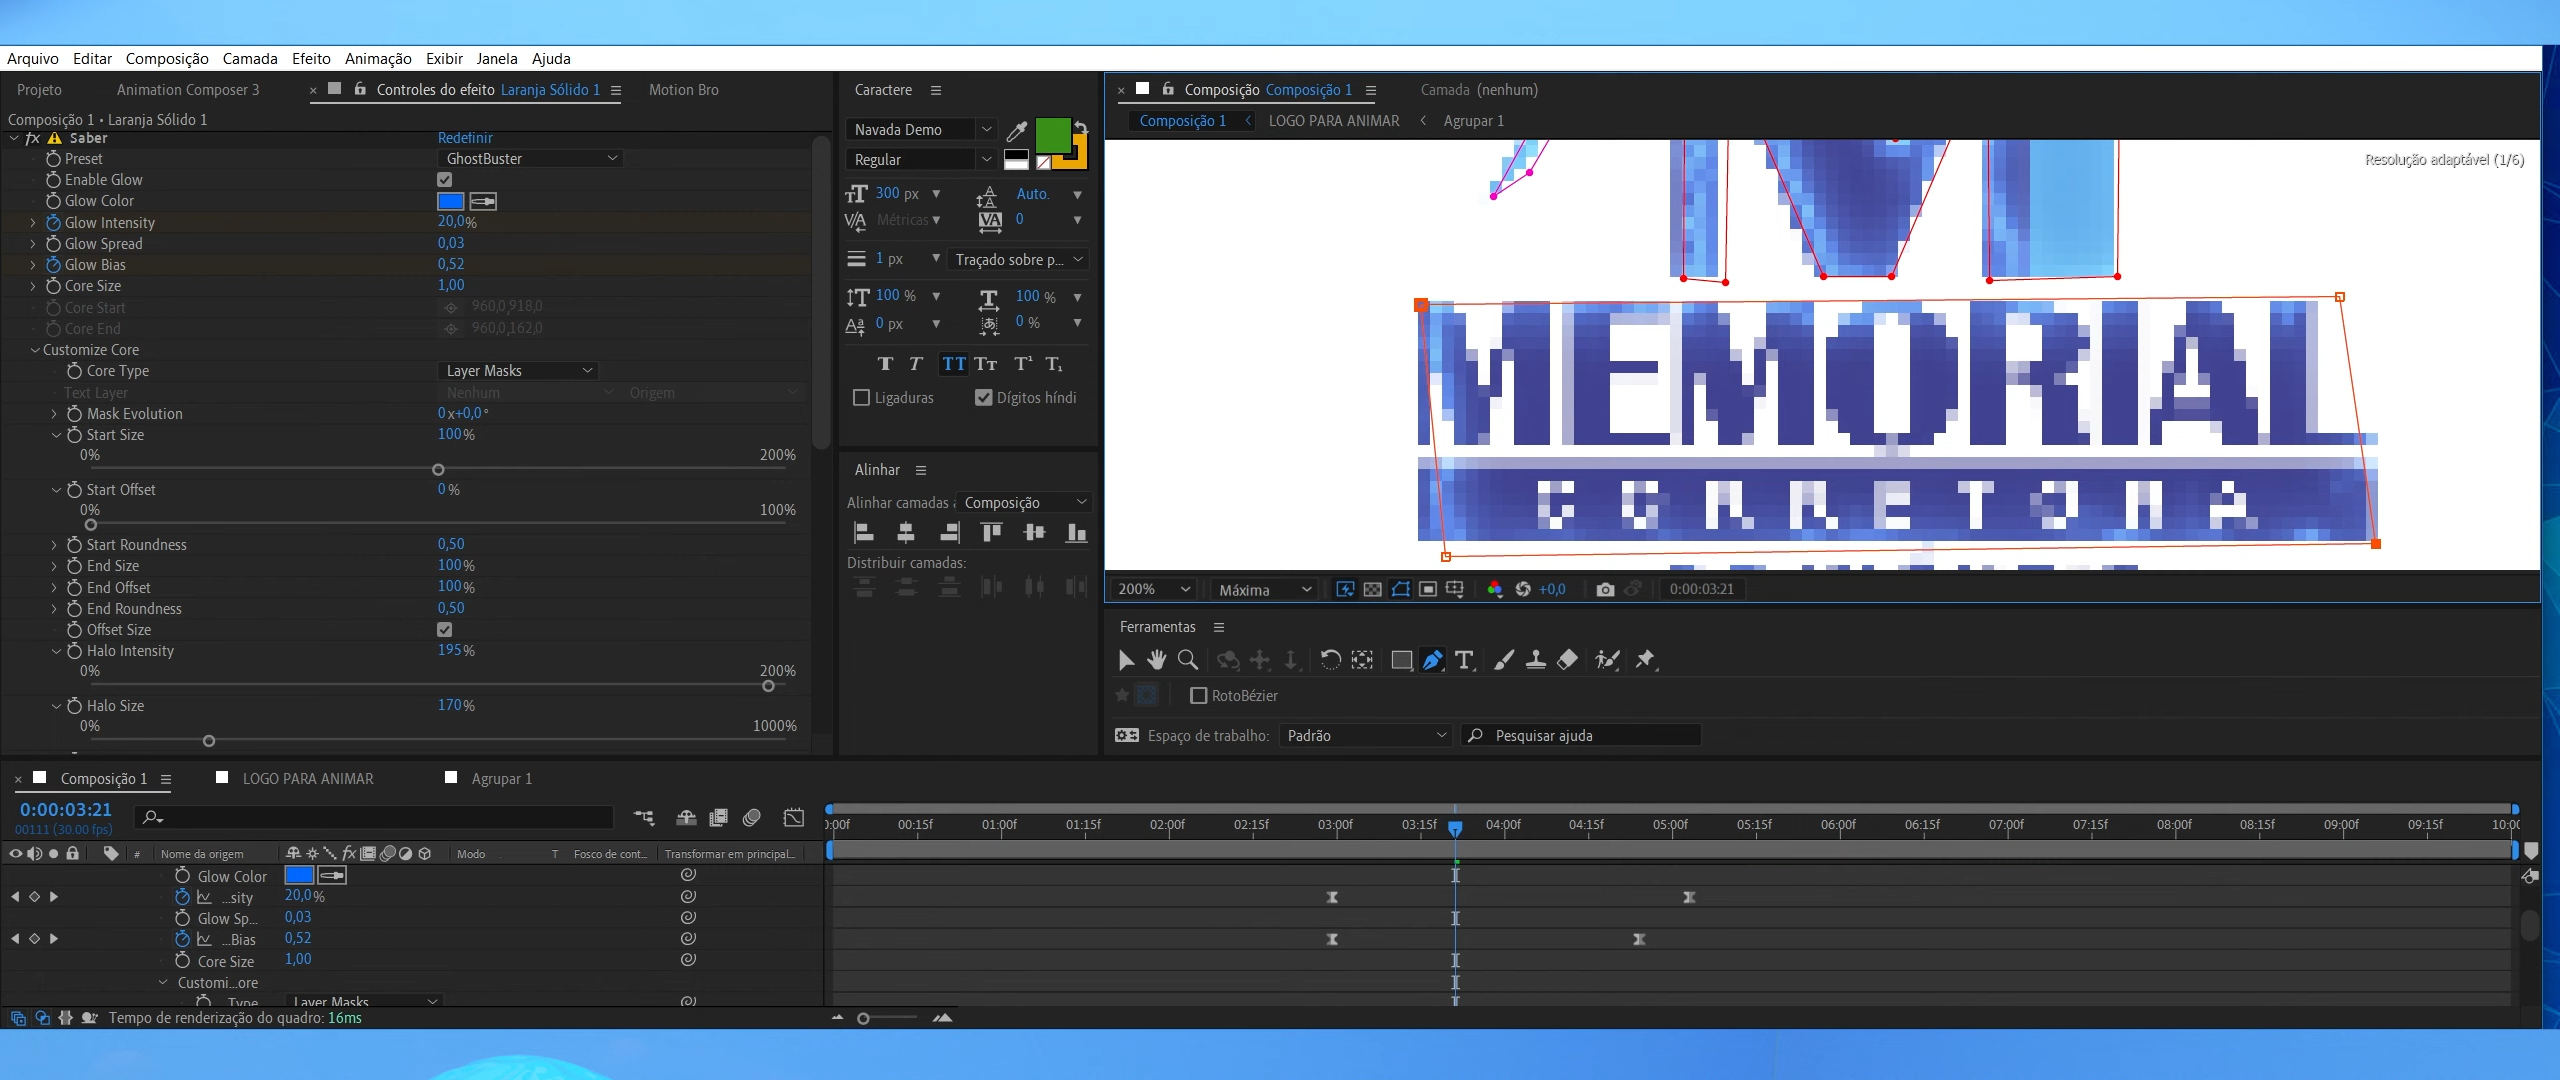 Arquivo Editar Composição Camada Efeito Animação Exibir Janela Ajuda
Projeto Animation Composer 3 × Controles do efeito Laranja Sólido 1 Motion Bro
Composição 1 • Laranja Sólido 1
fx Saber Redefinir
Preset GhostBuster
Enable Glow
Glow Color
Glow Intensity 20,0%
Glow Spread 0,03
Glow Bias 0,52
Core Size 1,00
Core Start 960,0,918,0
Core End 960,0,162,0
Customize Core
Core Type Layer Masks
Text Layer Nenhum Origem
Mask Evolution 0x+0,0°
Start Size 100%
0% 200%
Start Offset 0%
0% 100%
Start Roundness 0,50
End Size 100%
End Offset 100%
End Roundness 0,50
Offset Size
Halo Intensity 195%
0% 200%
Halo Size 170%
0% 1000%
Caractere
Navada Demo
Regular
300 px Auto.
Métricas 0
1 px Traçado sobre p...
100 % 100 %
0 px 0 %
Ligaduras Dígitos híndi
Alinhar
Alinhar camadas a Composição
Distribuir camadas:
× Composição Composição 1 Camada (nenhum)
Composição 1 LOGO PARA ANIMAR Agrupar 1
Resolução adaptável (1/6)
MEMORIAL
CORRETORA
200% Máxima +0,0 0:00:03:21
Ferramentas
RotoBézier
Espaço de trabalho: Padrão Pesquisar ajuda
× Composição 1 LOGO PARA ANIMAR Agrupar 1
0:00:03:21
00111 (30.00 fps)
:00f 00:15f 01:00f 01:15f 02:00f 02:15f 03:00f 03:15f 04:00f 04:15f 05:00f 05:15f 06:00f 06:15f 07:00f 07:15f 08:00f 08:15f 09:00f 09:15f 10:00
# Nome da origem fx Modo T Fosco de cont... Transformar em principal...
Glow Color
...sity 20,0%
Glow Sp... 0,03
...Bias 0,52
Core Size 1,00
Customi...ore
Type Layer Masks
Tempo de renderização do quadro: 16ms